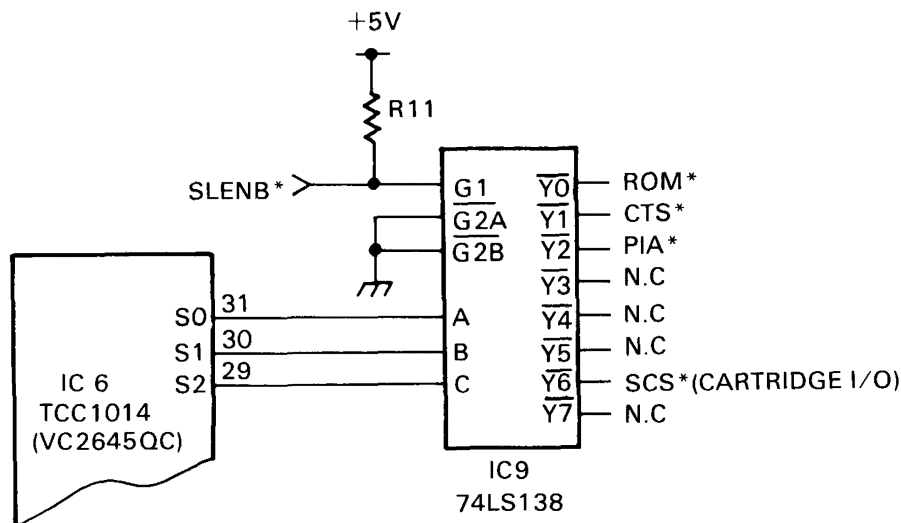 +5V
R11
SLENB*
G1
G2A
G2B
A
B
C
Y0
Y1
Y2
Y3
Y4
Y5
Y6
Y7
ROM*
CTS*
PIA*
N.C
N.C
N.C
SCS* (CARTRIDGE I/O)
N.C
S0
S1
S2
31
30
29
IC 6
TCC1014
(VC2645QC)
IC9
74LS138